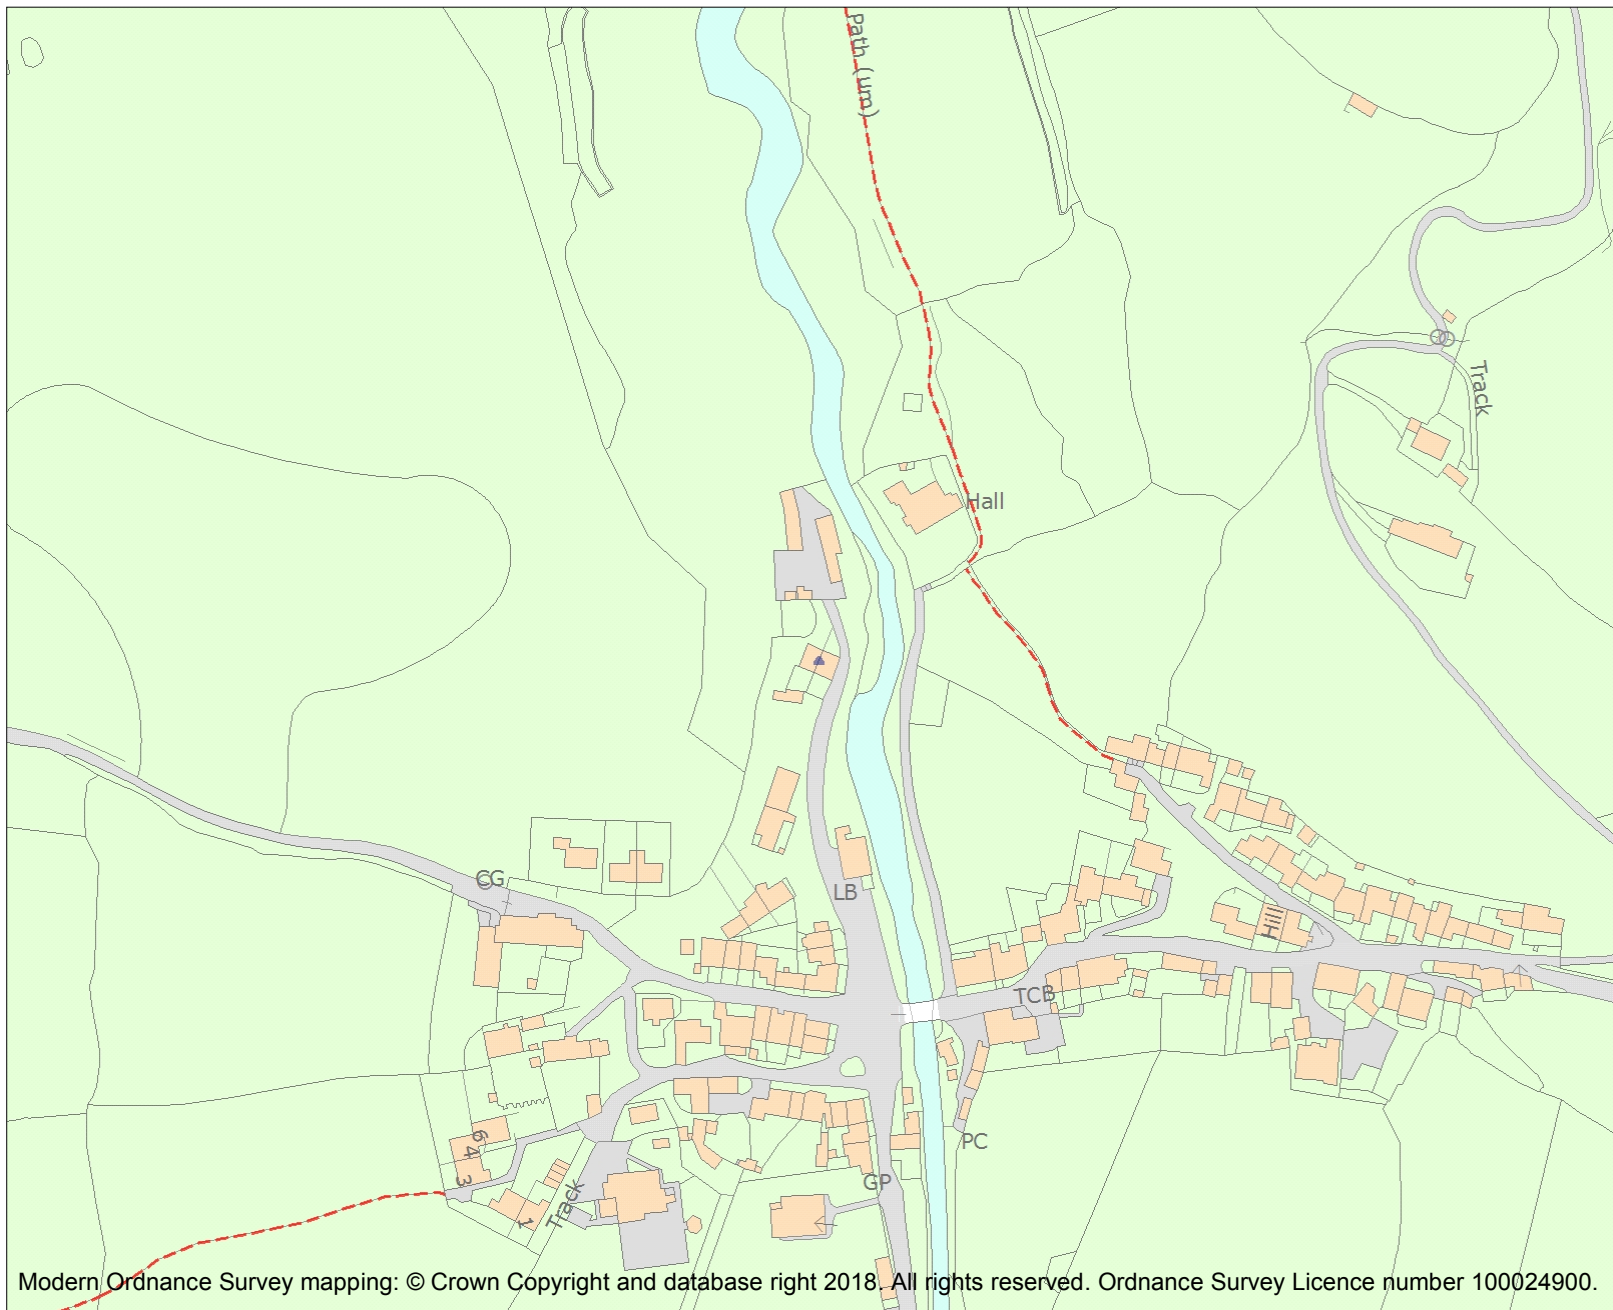 Path (um)
Track
Hall
CG
LB
Hill
TCB
PC
6
4
3
GP
1
Track
Modern Ordnance Survey mapping: © Crown Copyright and database right 2018. All rights reserved. Ordnance Survey Licence number 100024900.